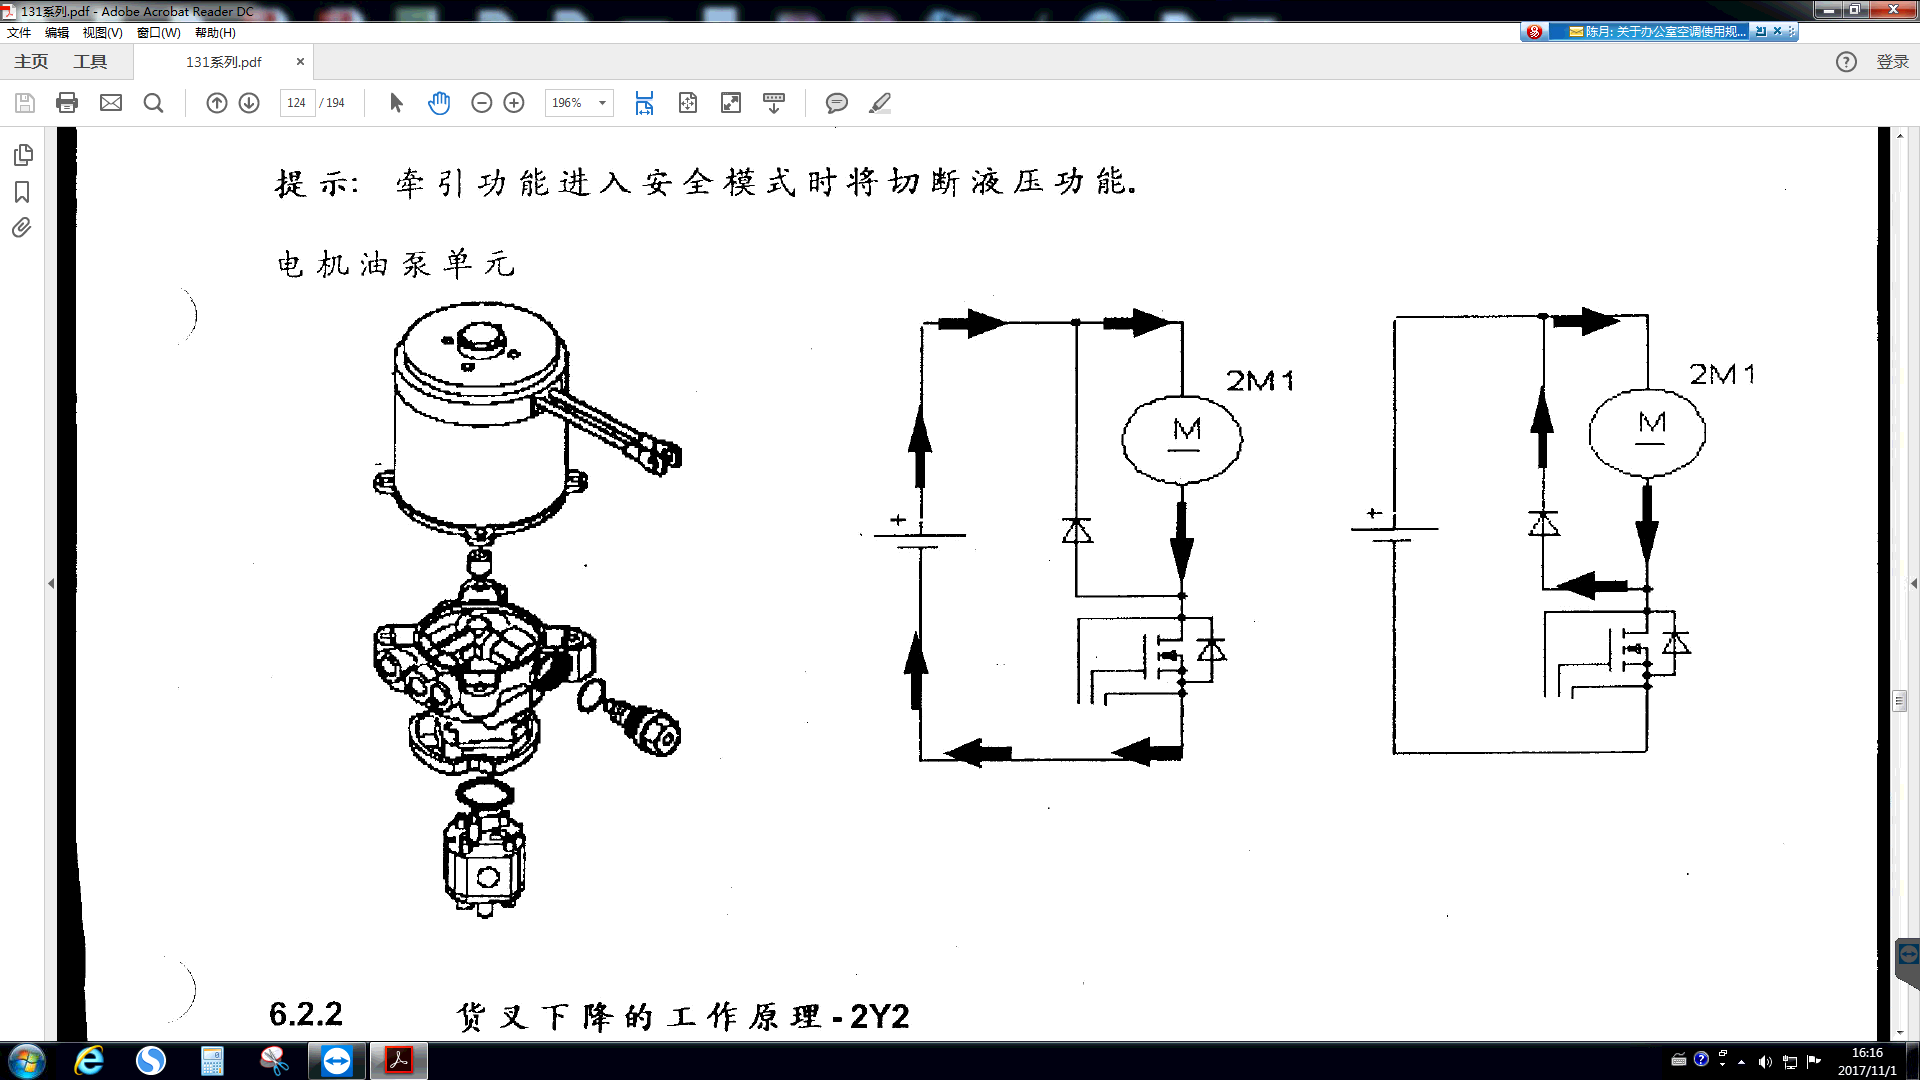 131系列.pdf - Adobe Acrobat Reader DC
文件 编辑 视图(V) 窗口(W) 帮助(H)
陈月: 关于办公室空调使用规...
主页 工具 131系列.pdf × 登录
124 / 194 196%
提示: 牵引功能进入安全模式时将切断液压功能.
电机油泵单元
2M1
M
+
2M1
M
+
6.2.2 货叉下降的工作原理 - 2Y2
16:16
2017/11/1